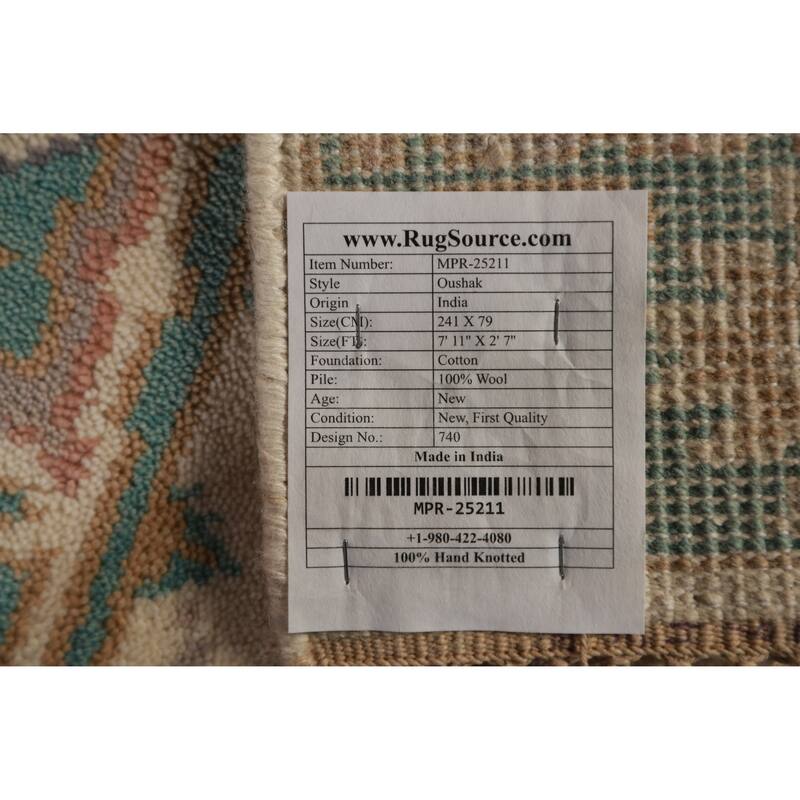 www.RugSource.com
Item Number: MPR-25211
Style Oushak
Origin India
Size(CM): 241 X 79
Size(FT): 7' 11" X 2' 7"
Foundation: Cotton
Pile: 100% Wool
Age: New
Condition: New, First Quality
Design No.: 740
Made in India
MPR-25211
+1-980-422-4080
100% Hand Knotted